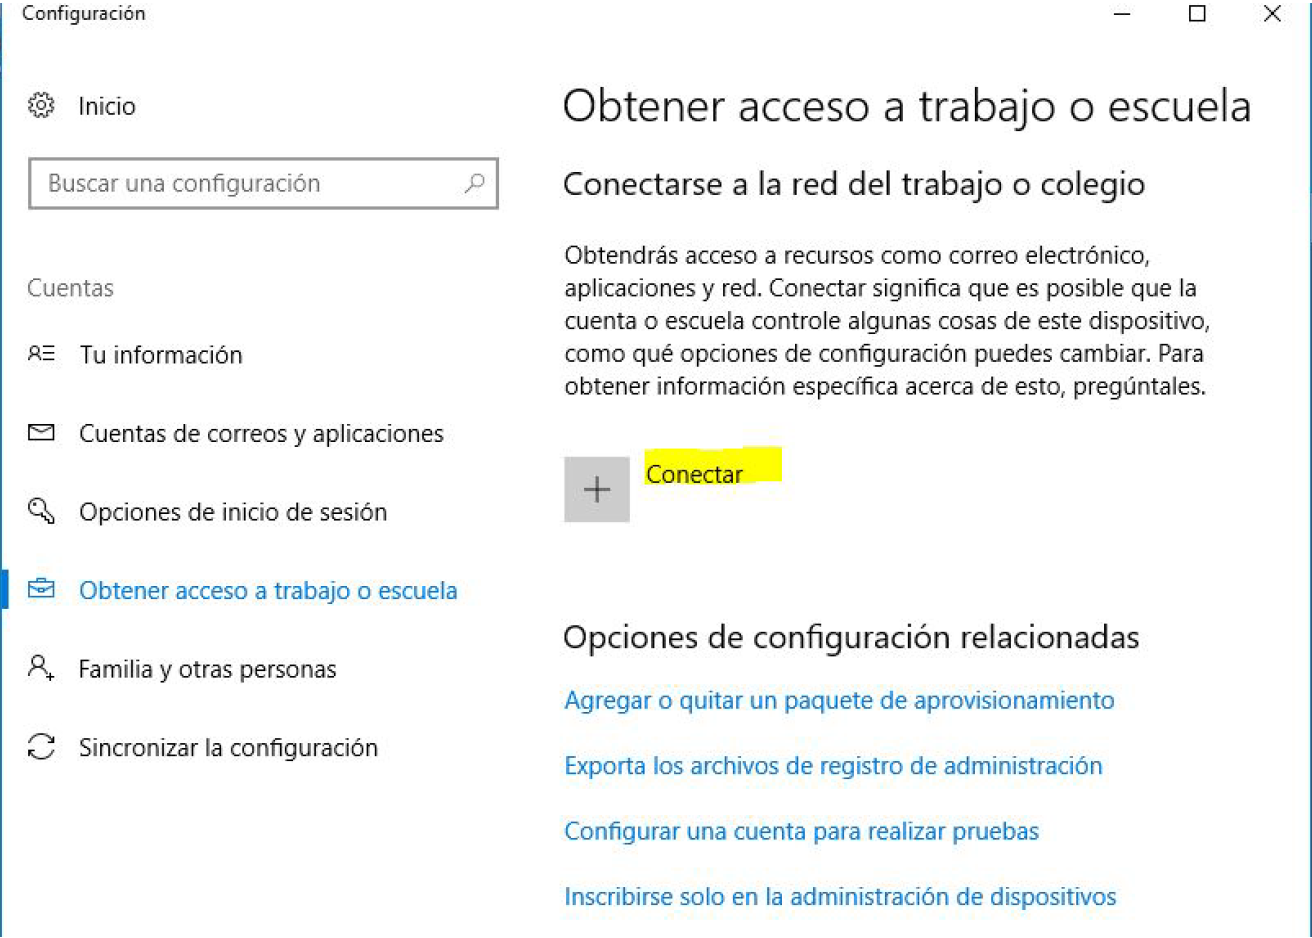 Configuración
Inicio
Buscar una configuración
Cuentas
Tu información
Cuentas de correos y aplicaciones
Opciones de inicio de sesión
Obtener acceso a trabajo o escuela
Familia y otras personas
Sincronizar la configuración
Obtener acceso a trabajo o escuela
Conectarse a la red del trabajo o colegio
Obtendrás acceso a recursos como correo electrónico,
aplicaciones y red. Conectar significa que es posible que la
cuenta o escuela controle algunas cosas de este dispositivo,
como qué opciones de configuración puedes cambiar. Para
obtener información específica acerca de esto, pregúntales.
Conectar
Opciones de configuración relacionadas
Agregar o quitar un paquete de aprovisionamiento
Exporta los archivos de registro de administración
Configurar una cuenta para realizar pruebas
Inscribirse solo en la administración de dispositivos